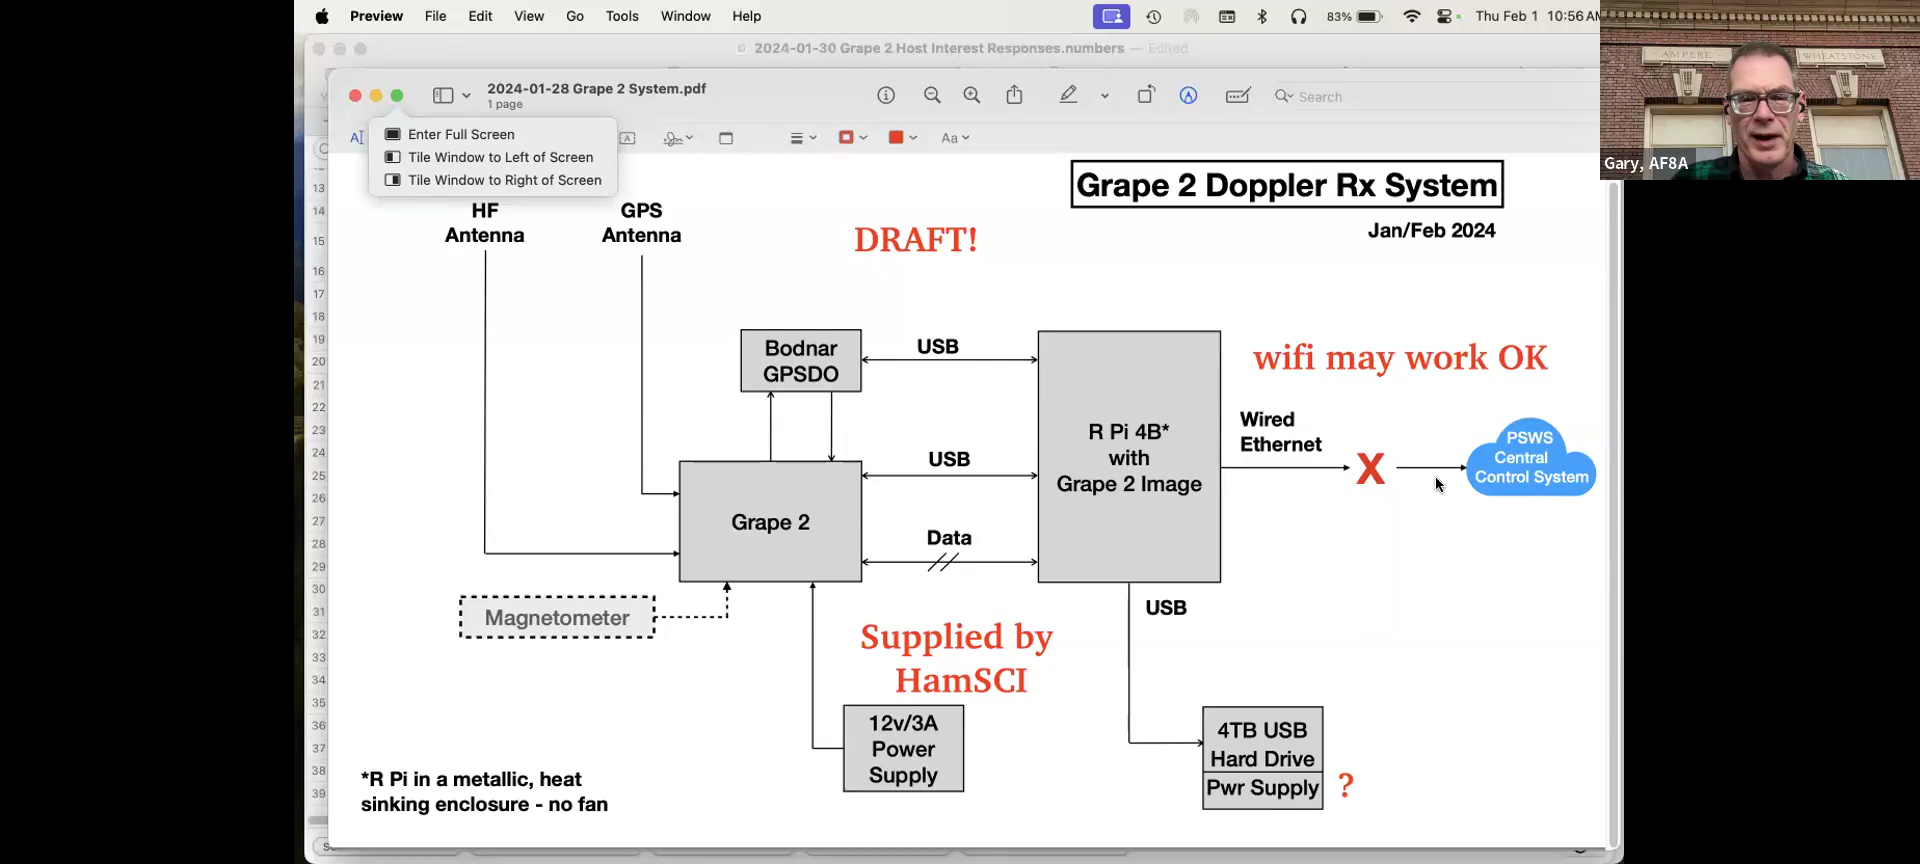 Preview File Edit View Go Tools Window Help 83% Thu Feb 1 10:56 AM
2024-01-30 Grape 2 Host Interest Responses.numbers — Edited
2024-01-28 Grape 2 System.pdf
1 page
Search
Enter Full Screen
Tile Window to Left of Screen
Tile Window to Right of Screen
Aa
AMPERE
WHEATSTONE
Gary, AF8A
Grape 2 Doppler Rx System
Jan/Feb 2024
DRAFT!
HF
Antenna
GPS
Antenna
13
14
15
16
17
18
19
20
21
22
23
24
25
26
27
28
29
30
31
32
33
34
35
36
37
38
39
Bodnar
GPSDO
USB
wifi may work OK
R Pi 4B*
with
Grape 2 Image
Wired
Ethernet
X
PSWS
Central
Control System
USB
Grape 2
Data
Magnetometer
USB
Supplied by
HamSCI
12v/3A
Power
Supply
4TB USB
Hard Drive
Pwr Supply
?
*R Pi in a metallic, heat
sinking enclosure - no fan